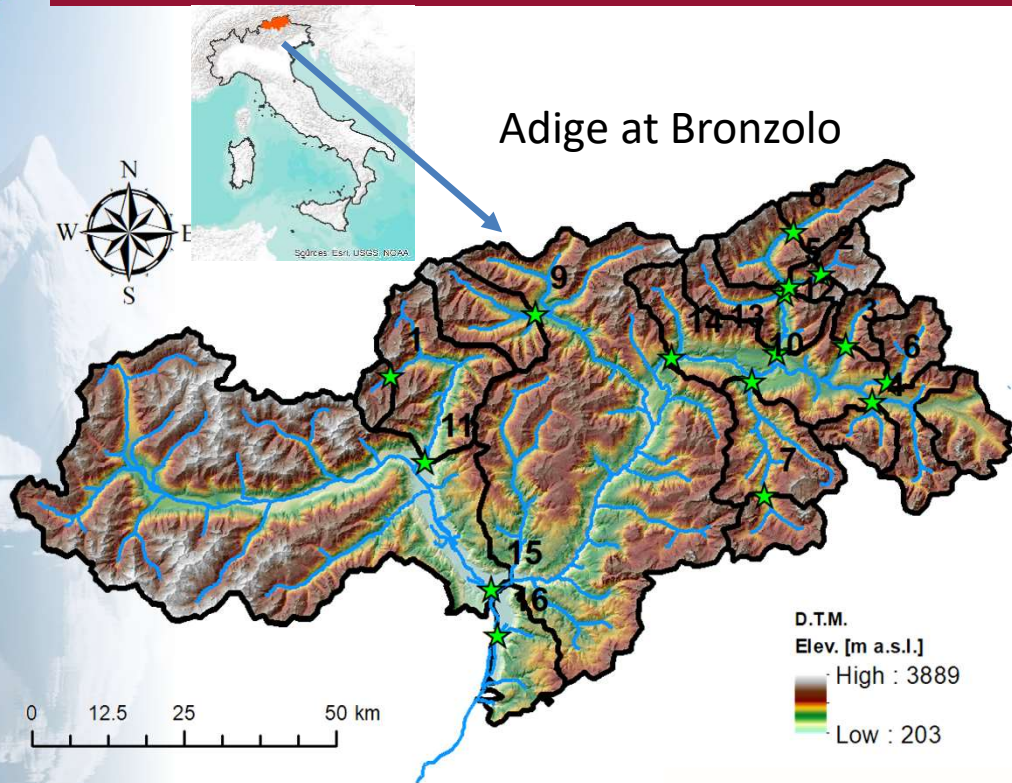 Adige at Bronzolo
N
W
E
S
Sources: Esri, USGS, NOAA
8
5
2
12
9
3
14
13
10
6
1
4
11
7
15
16
D.T.M.
Elev. [m a.s.l.]
High : 3889
Low : 203
0 12.5 25 50 km